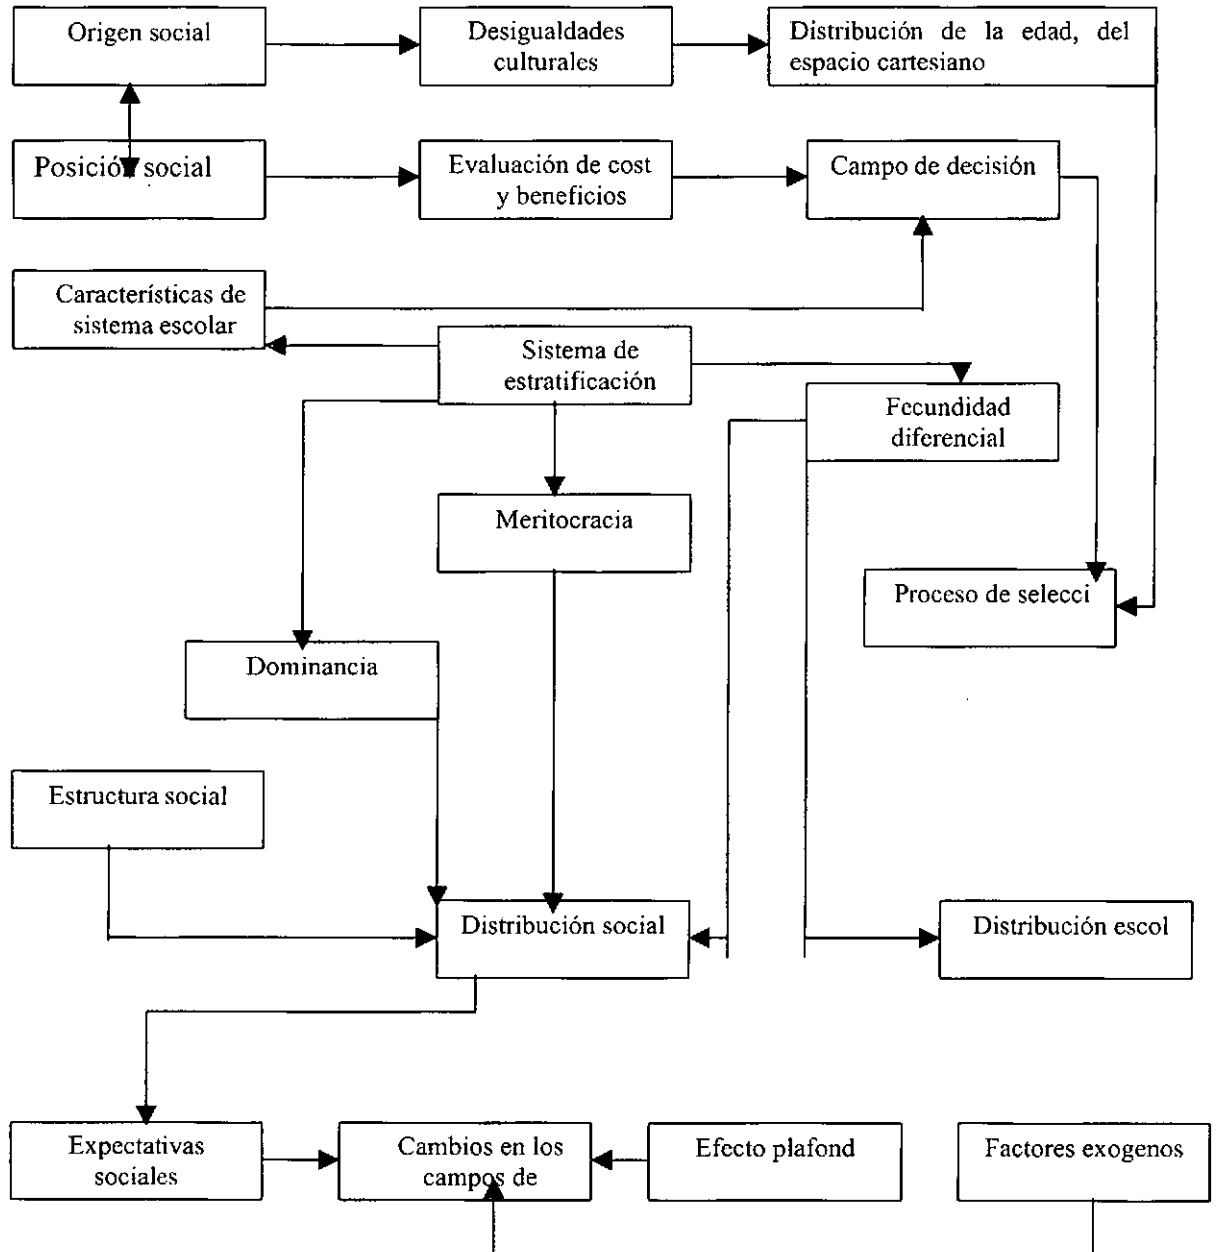 Origen social
Desigualdades
culturales
Distribución de la edad, del
espacio cartesiano
Posición social
Evaluación de cost
y beneficios
Campo de decisión
Características de
sistema escolar
Sistema de
estratificación
Fecundidad
diferencial
Meritocracia
Proceso de selecci
Dominancia
Estructura social
Distribución social
Distribución escol
Expectativas
sociales
Cambios en los
campos de
Efecto plafond
Factores exogenos